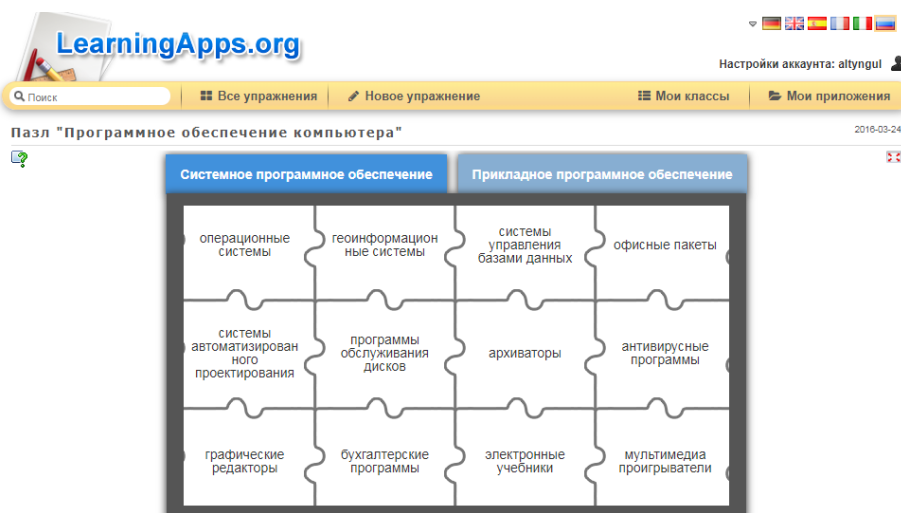 LearningApps.org
Настройки аккаунта: altyngul
Поиск
Все упражнения
Новое упражнение
Мои классы
Мои приложения
Пазл "Программное обеспечение компьютера"
2016-03-24
Системное программное обеспечение
Прикладное программное обеспечение
операционные
системы
геоинформацион
ные системы
системы
управления
базами данных
офисные пакеты
системы
автоматизирован
ного
проектирования
программы
обслуживания
дисков
архиваторы
антивирусные
программы
графические
редакторы
бухгалтерские
программы
электронные
учебники
мультимедиа
проигрыватели